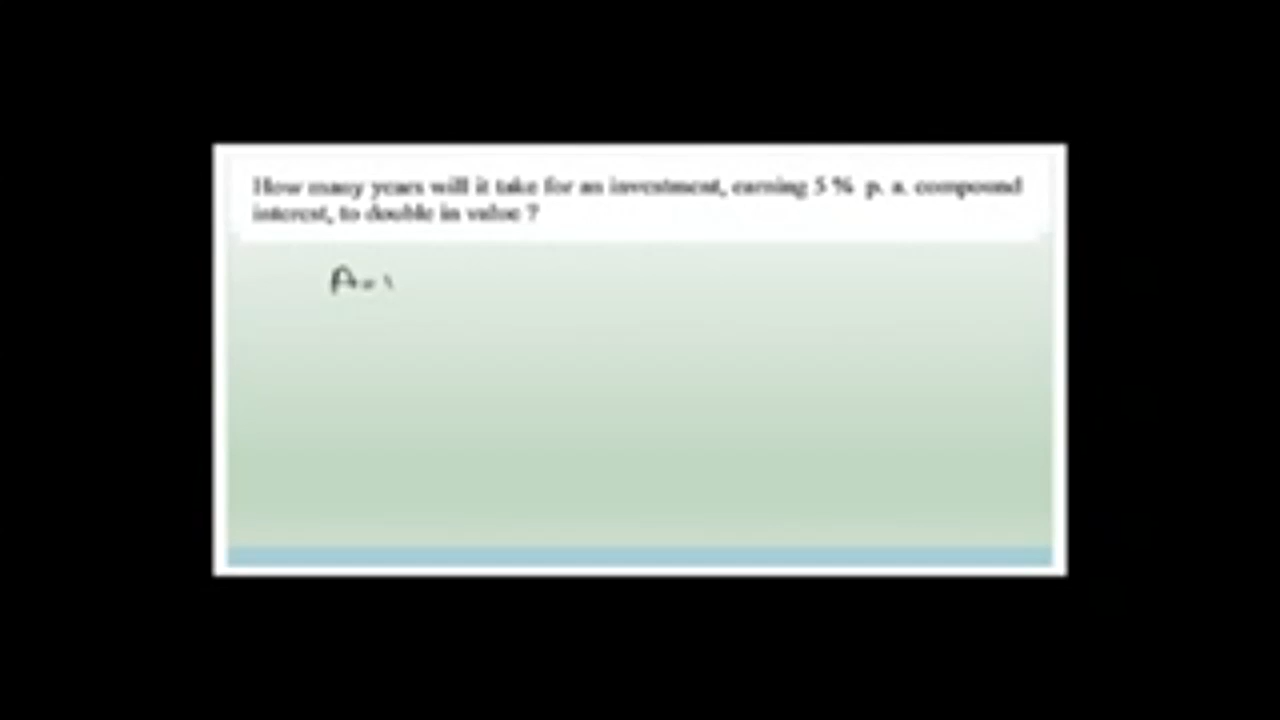 How many years will it take for an investment, earning 5 % p. a. compound
interest, to double in value ?
A =